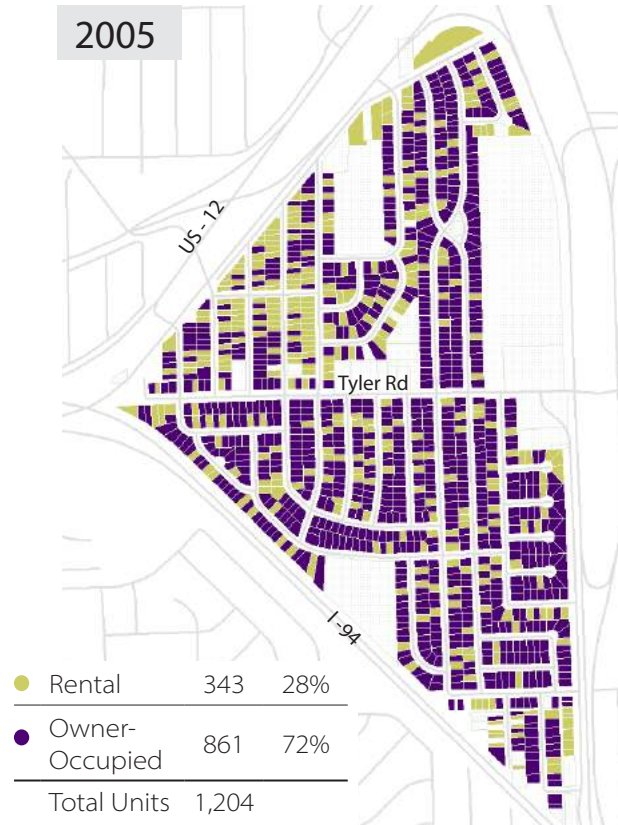 2005
US - 12
Tyler Rd
I -94
Rental 343 28%
Owner-
Occupied 861 72%
Total Units 1,204